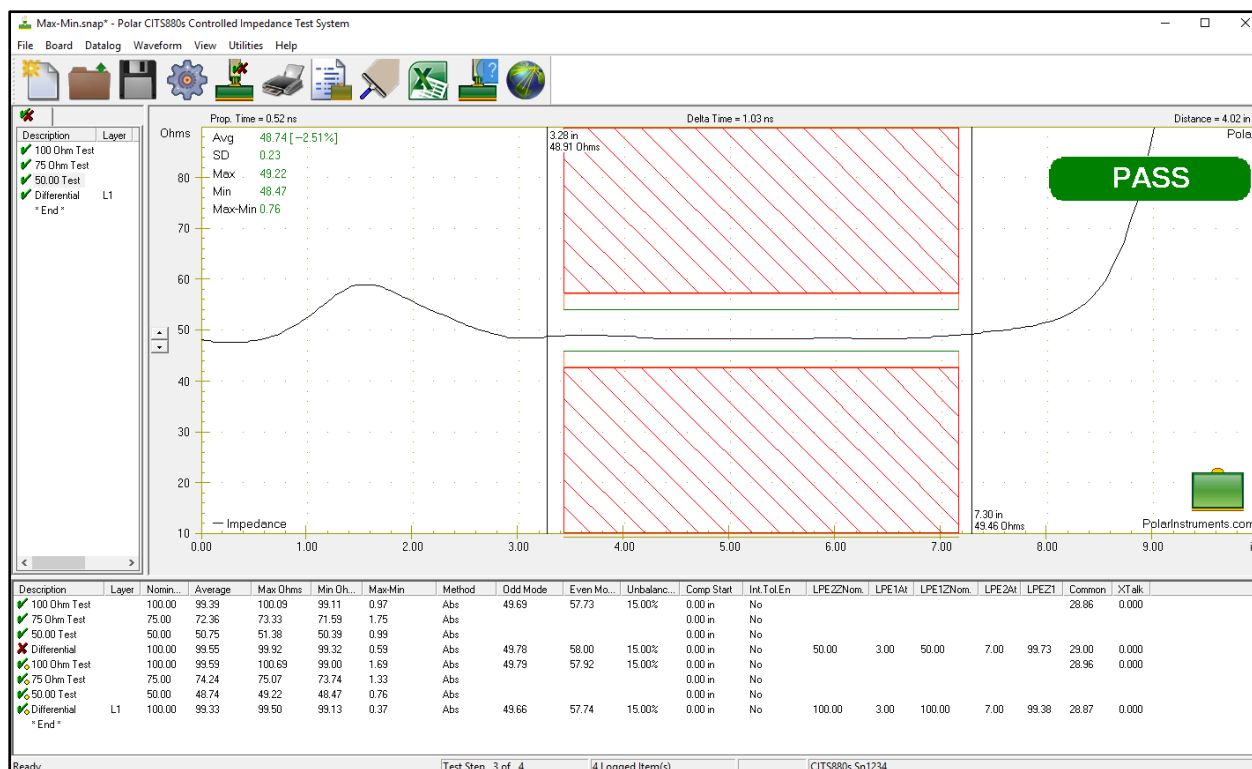 Max-Min.snap* - Polar CITS880s Controlled Impedance Test System
File Board Datalog Waveform View Utilities Help
Description Layer
100 Ohm Test
75 Ohm Test
50.00 Test
Differential L1
* End *
Prop. Time = 0.52 ns Delta Time = 1.03 ns Distance = 4.02 in
Ohms
Avg 48.74 [-2.51%]
SD 0.23
Max 49.22
Min 48.47
Max-Min 0.76
3.28 in
48.91 Ohms
Polar
PASS
80
70
60
50
40
30
20
10
Impedance
7.30 in
49.46 Ohms
PolarInstruments.com
0.00 1.00 2.00 3.00 4.00 5.00 6.00 7.00 8.00 9.00
Description Layer Nomin... Average Max Ohms Min Oh... Max-Min Method Odd Mode Even Mo... Unbalanc... Comp Start Int.Tol.En LPE2ZNom. LPE1At LPE1ZNom. LPE2At LPEZ1 Common XTalk
100 Ohm Test 100.00 99.39 100.09 99.11 0.97 Abs 49.69 57.73 15.00% 0.00 in No 28.86 0.000
75 Ohm Test 75.00 72.36 73.33 71.59 1.75 Abs 0.00 in No
50.00 Test 50.00 50.75 51.38 50.39 0.99 Abs 0.00 in No
Differential 100.00 99.55 99.92 99.32 0.59 Abs 49.78 58.00 15.00% 0.00 in No 50.00 3.00 50.00 7.00 99.73 29.00 0.000
100 Ohm Test 100.00 99.59 100.69 99.00 1.69 Abs 49.79 57.92 15.00% 0.00 in No 28.96 0.000
75 Ohm Test 75.00 74.24 75.07 73.74 1.33 Abs 0.00 in No
50.00 Test 50.00 48.74 49.22 48.47 0.76 Abs 0.00 in No
Differential L1 100.00 99.33 99.50 99.13 0.37 Abs 49.66 57.74 15.00% 0.00 in No 100.00 3.00 100.00 7.00 99.38 28.87 0.000
* End *
Ready Test Step 3 of 4 4 Logged Item(s) CITS880s Sn1234